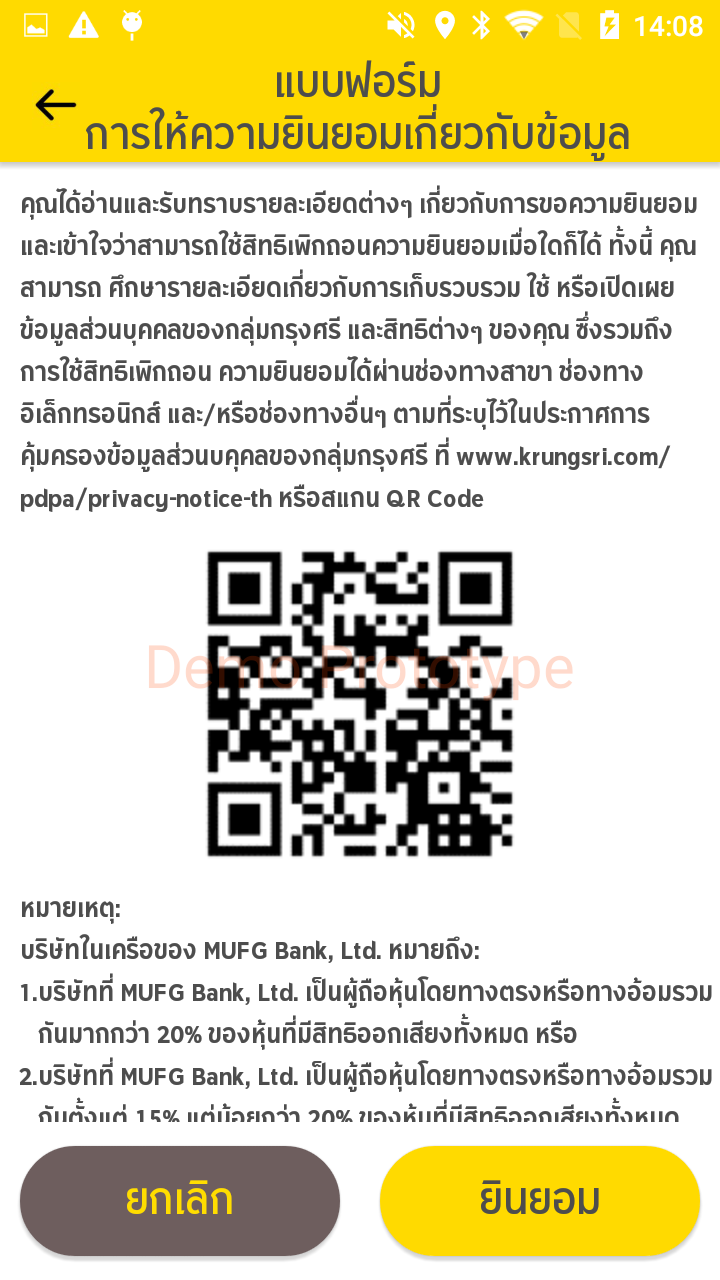 14:08
แบบฟอร์ม
การให้ความยินยอมเกี่ยวกับข้อมูล
คุณได้อ่านและรับทราบรายละเอียดต่างๆ เกี่ยวกับการขอความยินยอม
และเข้าใจว่าสามารถใช้สิทธิเพิกถอนความยินยอมเมื่อใดก็ได้ ทั้งนี้ คุณ
สามารถ ศึกษารายละเอียดเกี่ยวกับการเก็บรวบรวม ใช้ หรือเปิดเผย
ข้อมูลส่วนบุคคลของกลุ่มกรุงศรี และสิทธิต่างๆ ของคุณ ซึ่งรวมถึง
การใช้สิทธิเพิกถอน ความยินยอมได้ผ่านช่องทางสาขา ช่องทาง
อิเล็กทรอนิกส์ และ/หรือช่องทางอื่นๆ ตามที่ระบุไว้ในประกาศการ
คุ้มครองข้อมูลส่วนบคุคลของกลุ่มกรุงศรี ที่ www.krungsri.com/
pdpa/privacy-notice-th หรือสแกน QR Code
Demo Prototype
หมายเหตุ:
บริษัทในเครือของ MUFG Bank, Ltd. หมายถึง:
1.บริษัทที่ MUFG Bank, Ltd. เป็นผู้ถือหุ้นโดยทางตรงหรือทางอ้อมรวม
กันมากกว่า 20% ของหุ้นที่มีสิทธิออกเสียงทั้งหมด หรือ
2.บริษัทที่ MUFG Bank, Ltd. เป็นผู้ถือหุ้นโดยทางตรงหรือทางอ้อมรวม
กันตั้งแต่ 15% แต่น้อยกว่า 20% ของหุ้นที่มีสิทธิออกเสียงทั้งหมด
ยกเลิก
ยินยอม